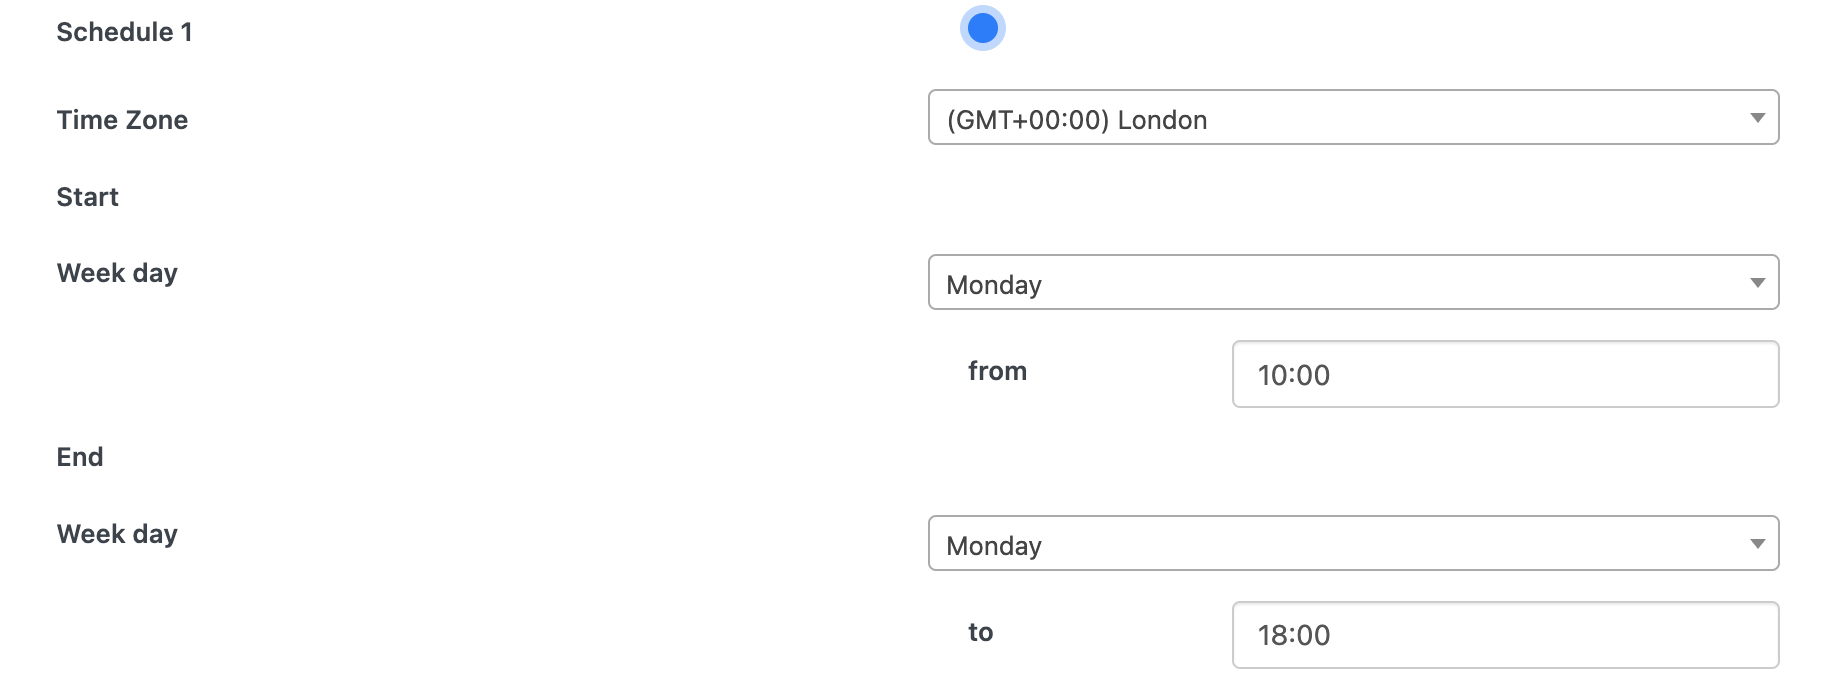 Schedule 1
Time Zone
(GMT+00:00) London
Start
Week day
Monday
from
10:00
End
Week day
Monday
to
18:00